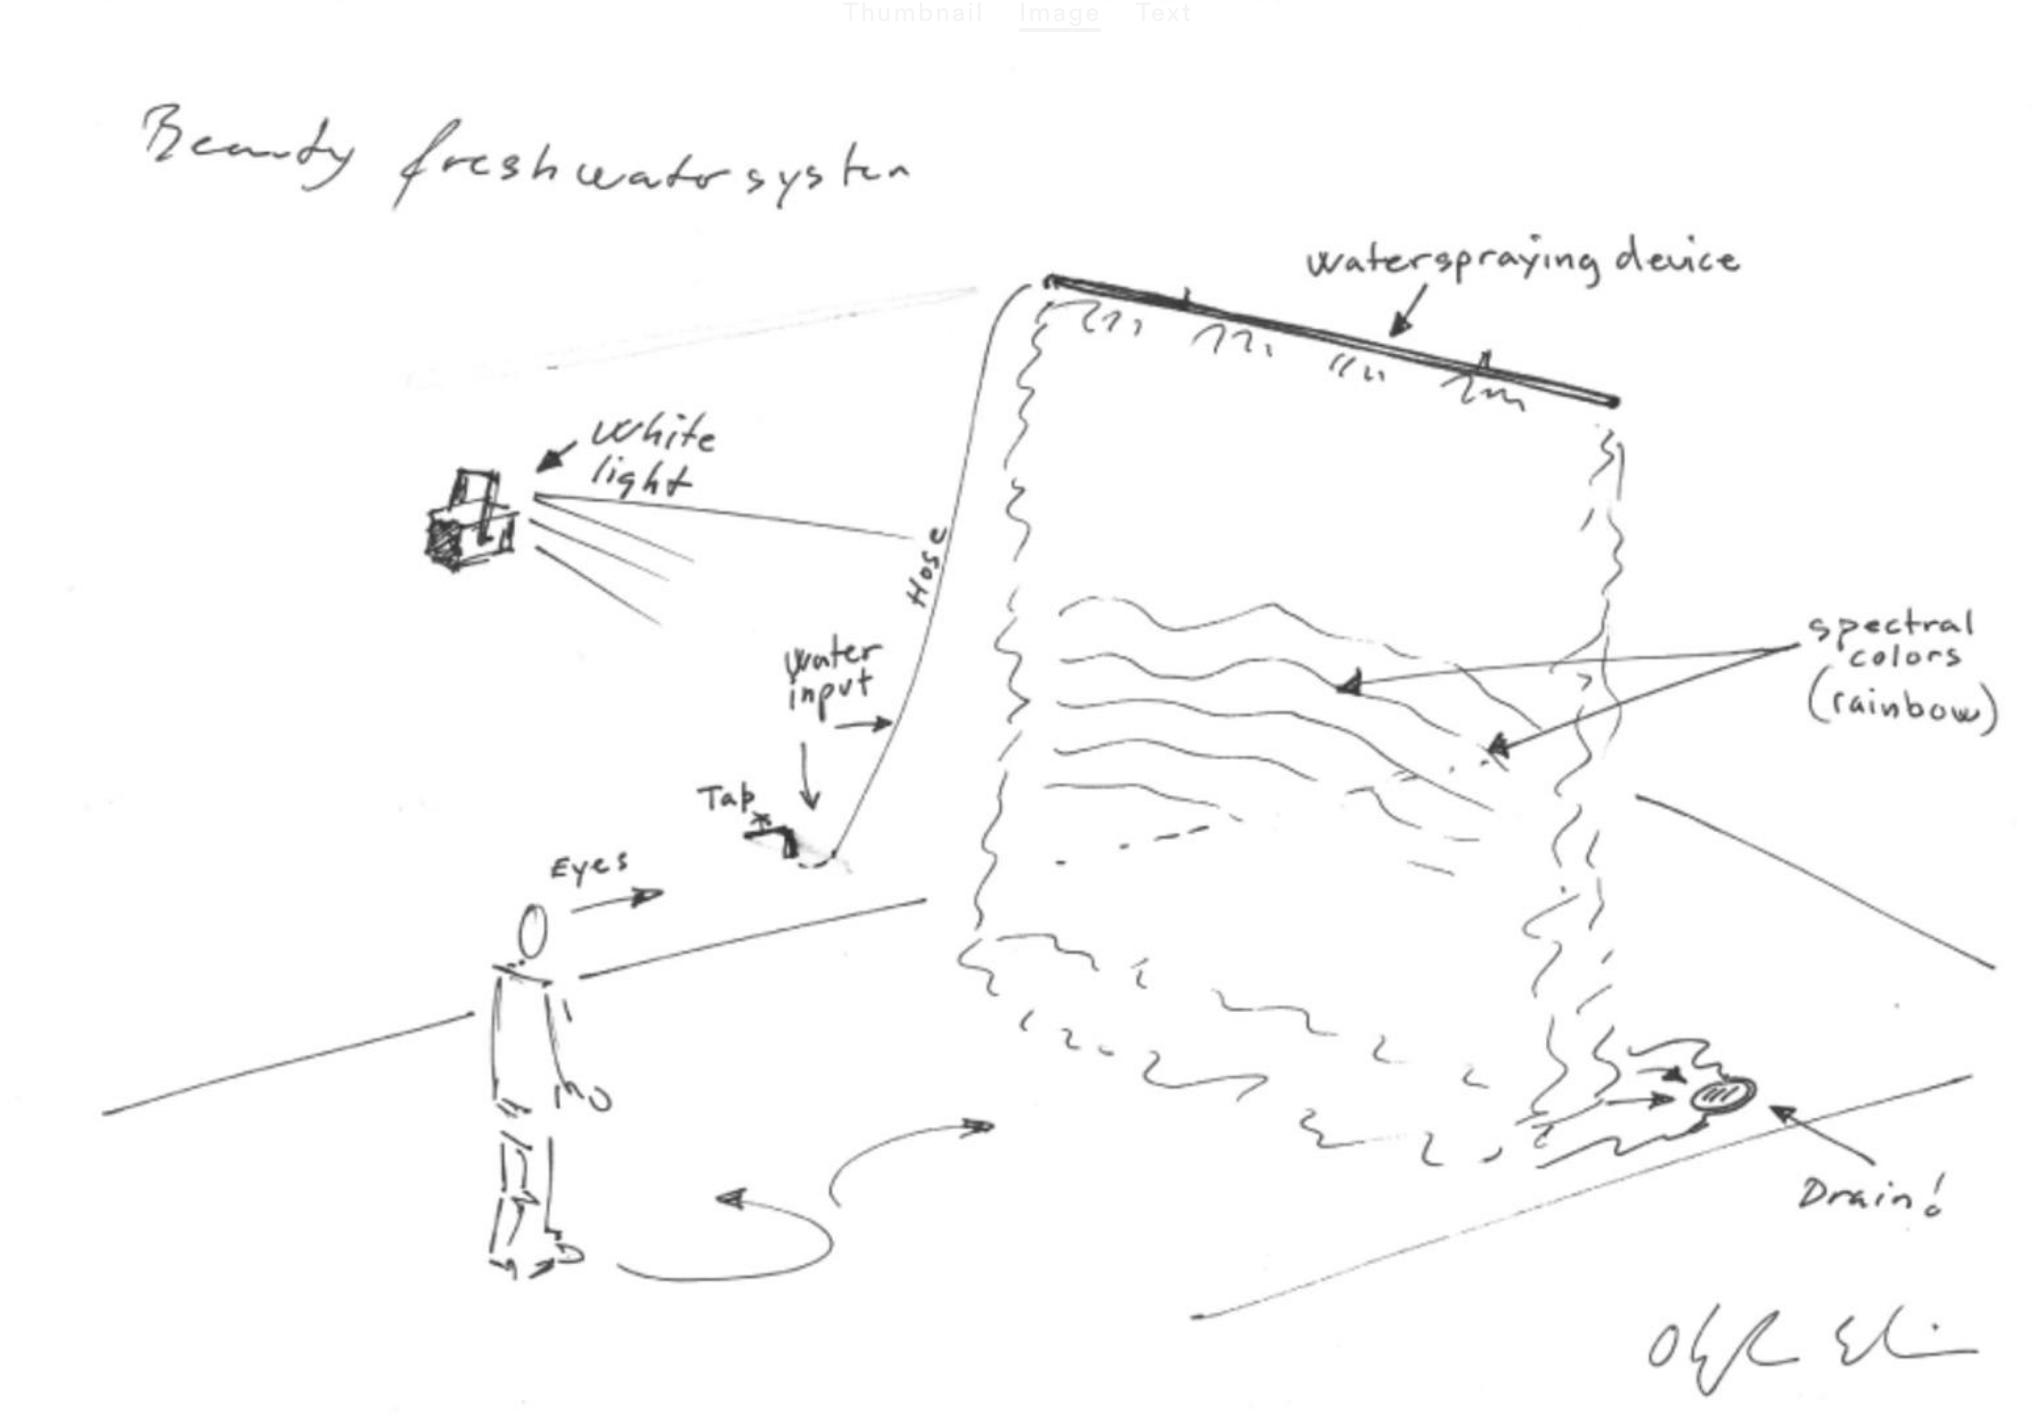 Thumbnail Image Text
Beauty freshwatersystem
waterspraying device
white
light
Hose
water
input
spectral
colors
(rainbow)
Tap
Eyes
Drain!